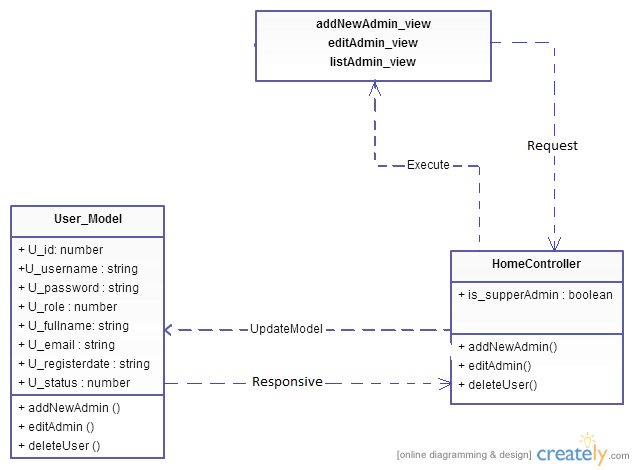 addNewAdmin_view
editAdmin_view
listAdmin_view
Request
Execute
User_Model
+ U_id: number
+U_username : string
+ U_password : string
+ U_role : number
+ U_fullname: string
+ U_email : string
+ U_registerdate : string
+ U_status : number
+ addNewAdmin ()
+ editAdmin ()
+ deleteUser ()
HomeController
+ is_supperAdmin : boolean
+ addNewAdmin()
+ editAdmin()
+ deleteUser()
UpdateModel
Responsive
[online diagramming & design] creately.com